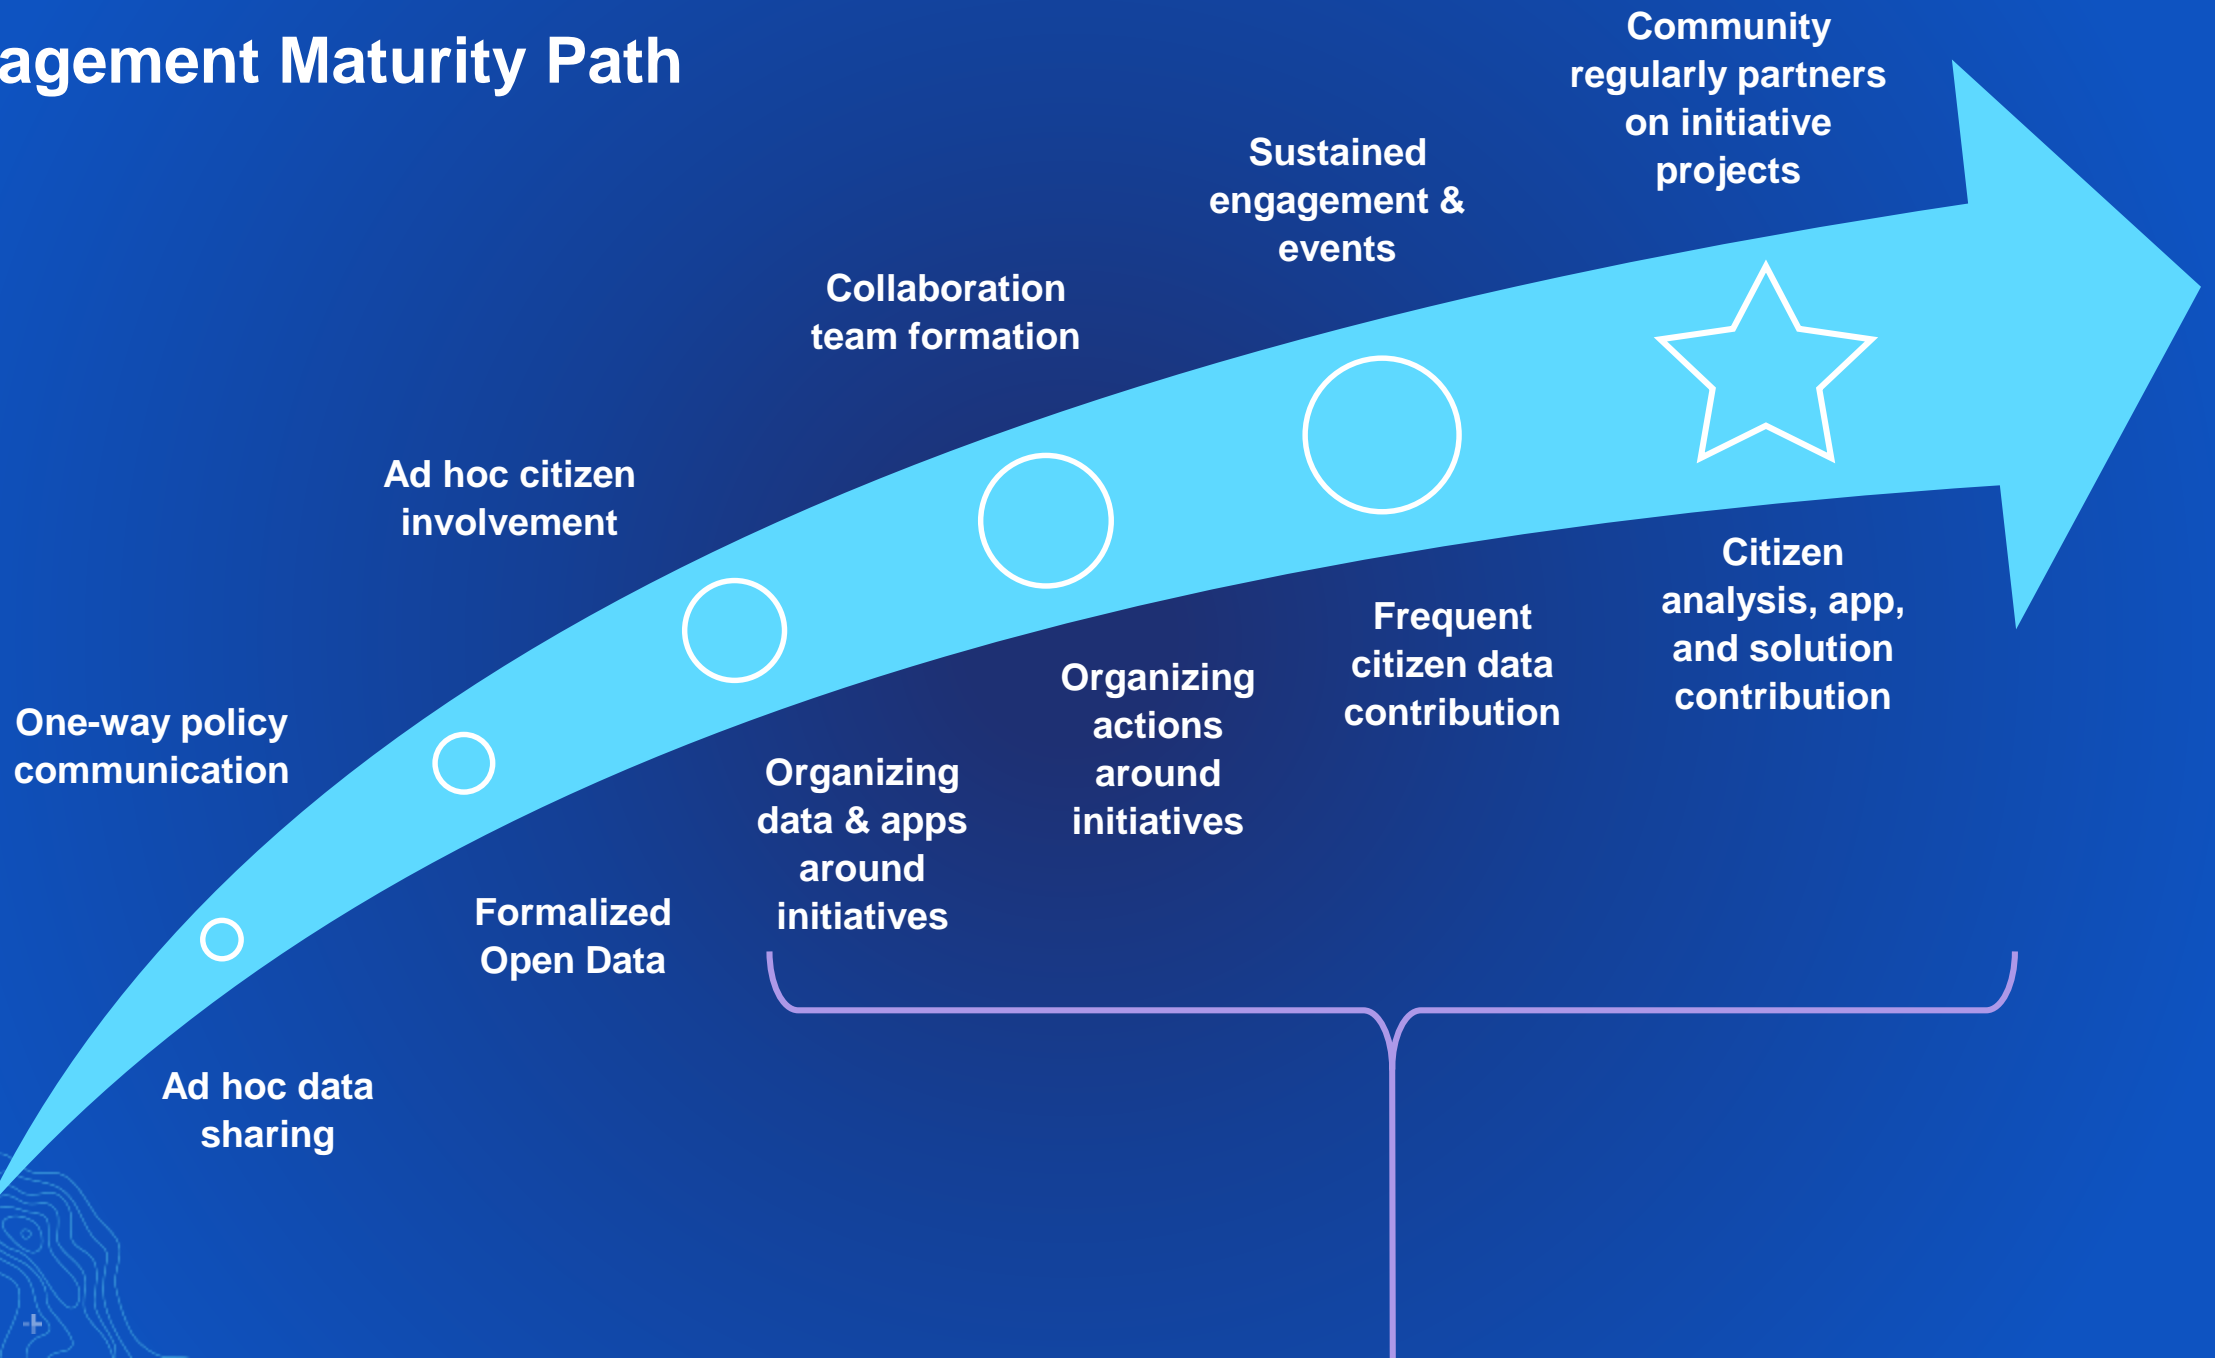 agement Maturity Path
Community
regularly partners
on initiative
projects
Sustained
engagement &
events
Collaboration
team formation
Ad hoc citizen
involvement
One-way policy
communication
Citizen
analysis, app,
and solution
contribution
Frequent
citizen data
contribution
Organizing
actions
around
initiatives
Organizing
data & apps
around
initiatives
Formalized
Open Data
Ad hoc data
sharing